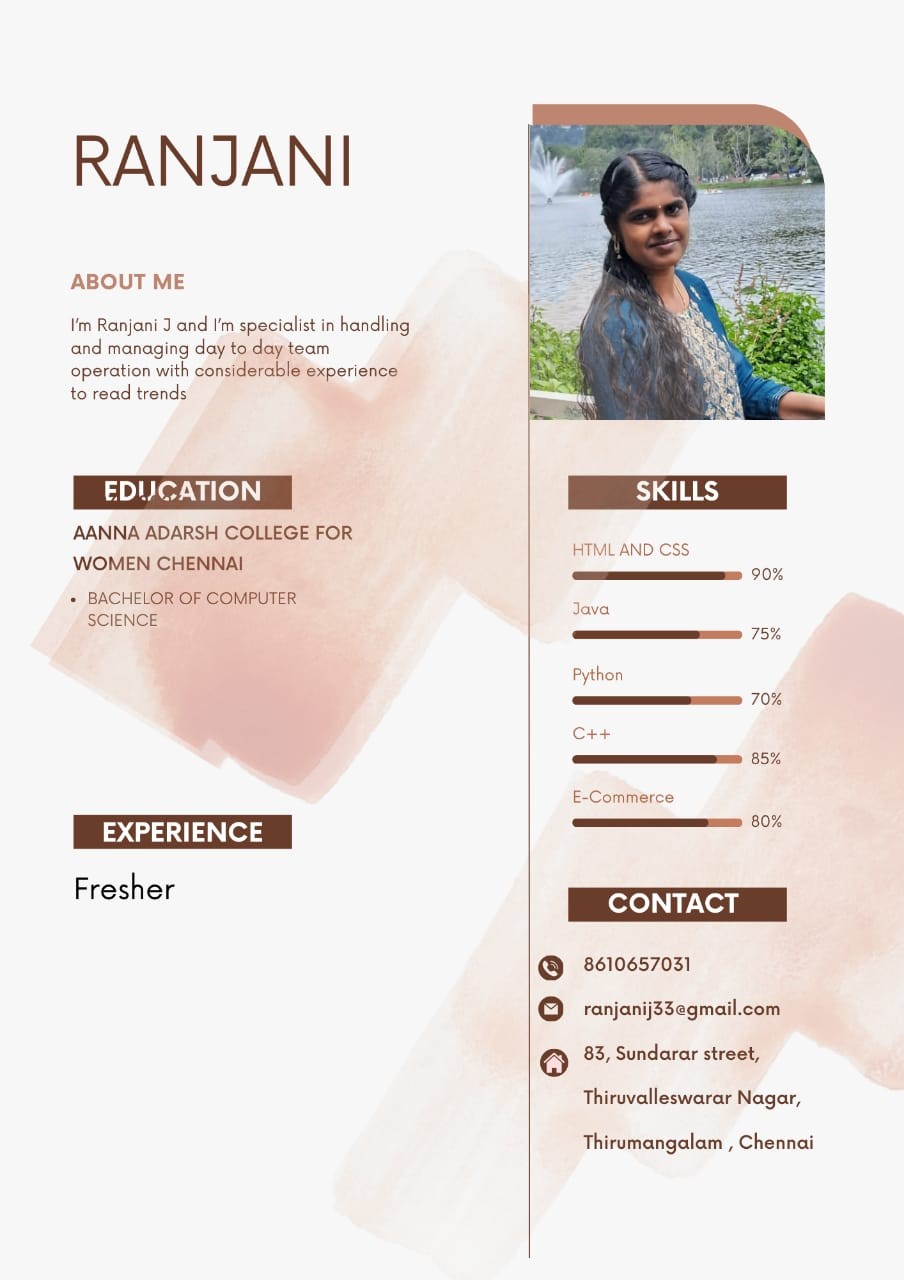 RANJANI
ABOUT ME
I'm Ranjani J and I'm specialist in handling
and managing day to day team
operation with considerable experience
to read trends
EDUCATION
AANNA ADARSH COLLEGE FOR
WOMEN CHENNAI
• BACHELOR OF COMPUTER
SCIENCE
EXPERIENCE
Fresher
SKILLS
HTML AND CSS
90%
Java
75%
Python
70%
C++
85%
E-Commerce
80%
CONTACT
8610657031
ranjanij33@gmail.com
83, Sundarar street,
Thiruvalleswarar Nagar,
Thirumangalam , Chennai